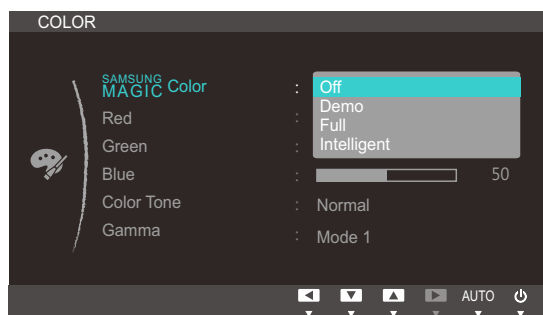 COLOR
SAMSUNG
MAGIC Color :
Off
Demo
Full
Intelligent
Red :
Green :
Blue : 50
Color Tone : Normal
Gamma : Mode 1
AUTO